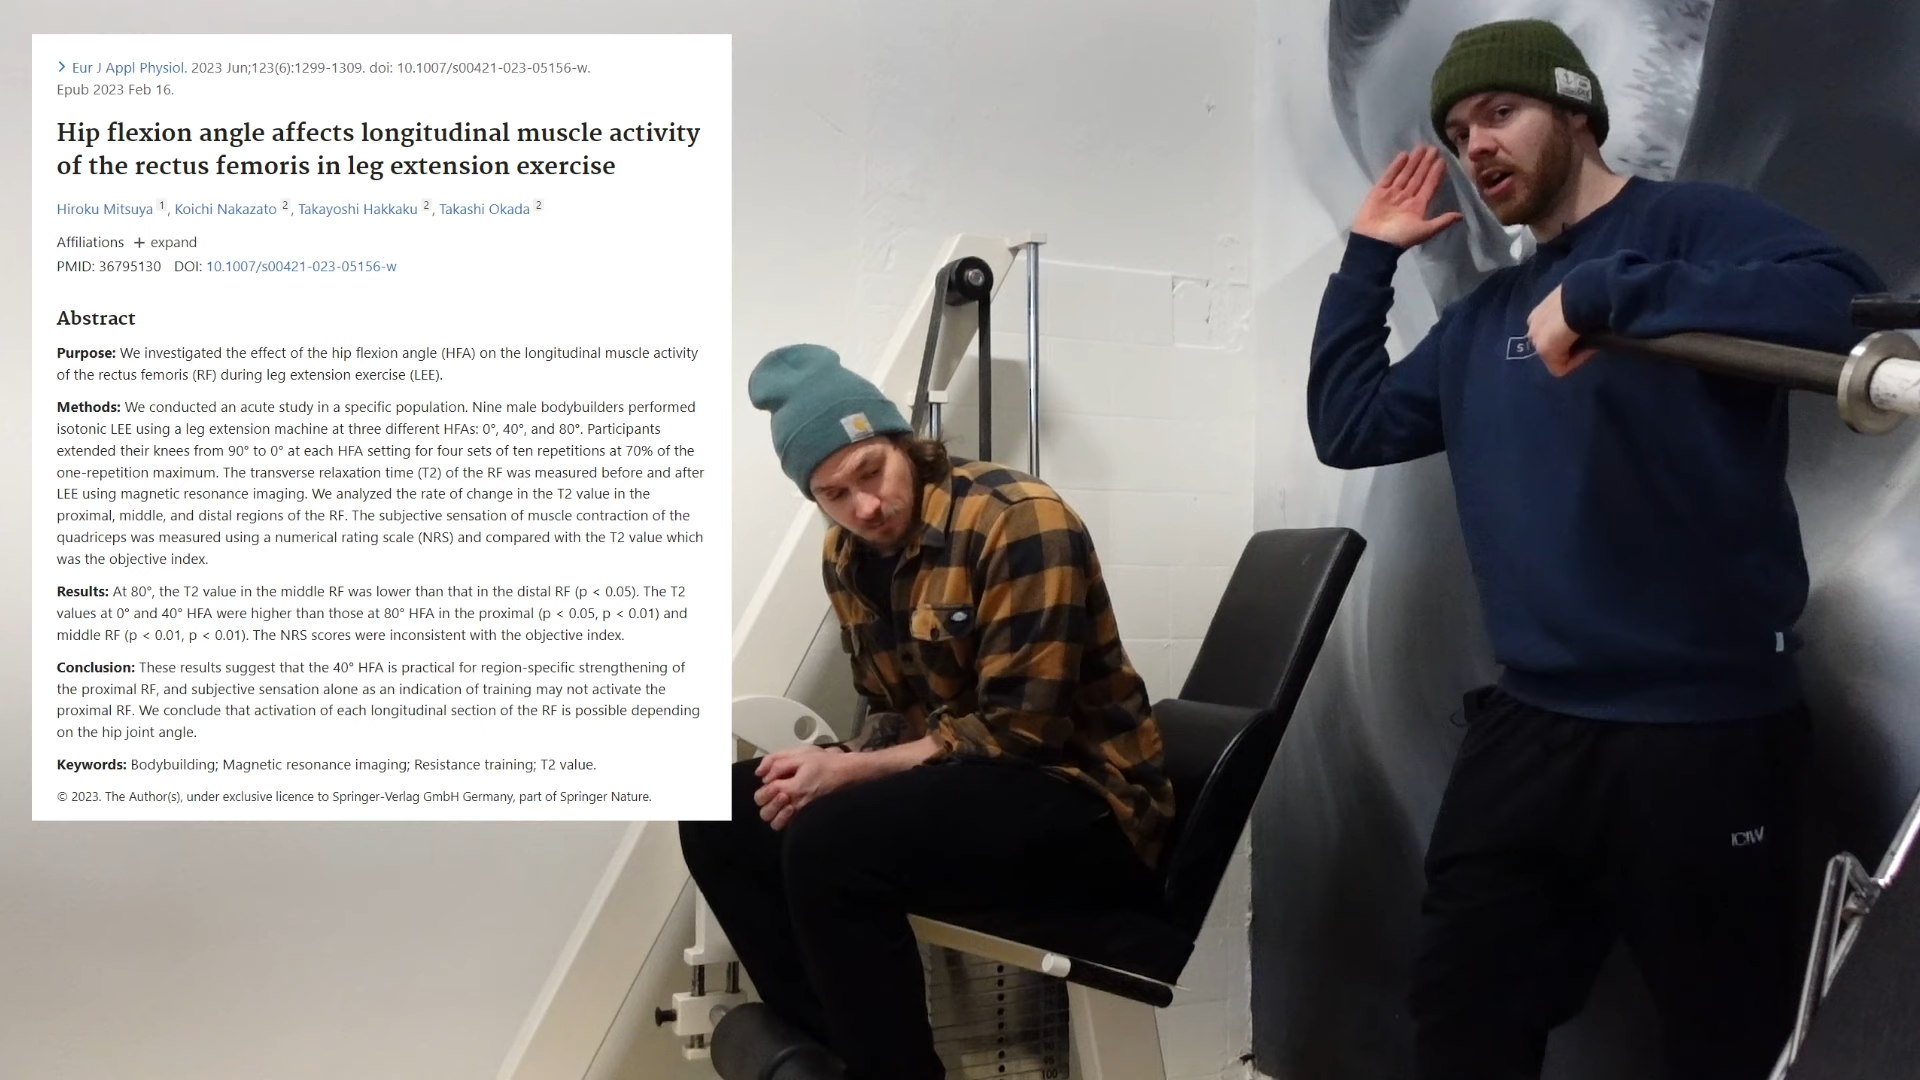 > Eur J Appl Physiol. 2023 Jun;123(6):1299-1309. doi: 10.1007/s00421-023-05156-w.
Epub 2023 Feb 16.
Hip flexion angle affects longitudinal muscle activity
of the rectus femoris in leg extension exercise
Hiroku Mitsuya 1, Koichi Nakazato 2, Takayoshi Hakkaku 2, Takashi Okada 2
Affiliations + expand
PMID: 36795130 DOI: 10.1007/s00421-023-05156-w
Abstract
Purpose: We investigated the effect of the hip flexion angle (HFA) on the longitudinal muscle activity
of the rectus femoris (RF) during leg extension exercise (LEE).
Methods: We conducted an acute study in a specific population. Nine male bodybuilders performed
isotonic LEE using a leg extension machine at three different HFAs: 0°, 40°, and 80°. Participants
extended their knees from 90° to 0° at each HFA setting for four sets of ten repetitions at 70% of the
one-repetition maximum. The transverse relaxation time (T2) of the RF was measured before and after
LEE using magnetic resonance imaging. We analyzed the rate of change in the T2 value in the
proximal, middle, and distal regions of the RF. The subjective sensation of muscle contraction of the
quadriceps was measured using a numerical rating scale (NRS) and compared with the T2 value which
was the objective index.
Results: At 80°, the T2 value in the middle RF was lower than that in the distal RF (p < 0.05). The T2
values at 0° and 40° HFA were higher than those at 80° HFA in the proximal (p < 0.05, p < 0.01) and
middle RF (p < 0.01, p < 0.01). The NRS scores were inconsistent with the objective index.
Conclusion: These results suggest that the 40° HFA is practical for region-specific strengthening of
the proximal RF, and subjective sensation alone as an indication of training may not activate the
proximal RF. We conclude that activation of each longitudinal section of the RF is possible depending
on the hip joint angle.
Keywords: Bodybuilding; Magnetic resonance imaging; Resistance training; T2 value.
© 2023. The Author(s), under exclusive licence to Springer-Verlag GmbH Germany, part of Springer Nature.
ICIW
95
100